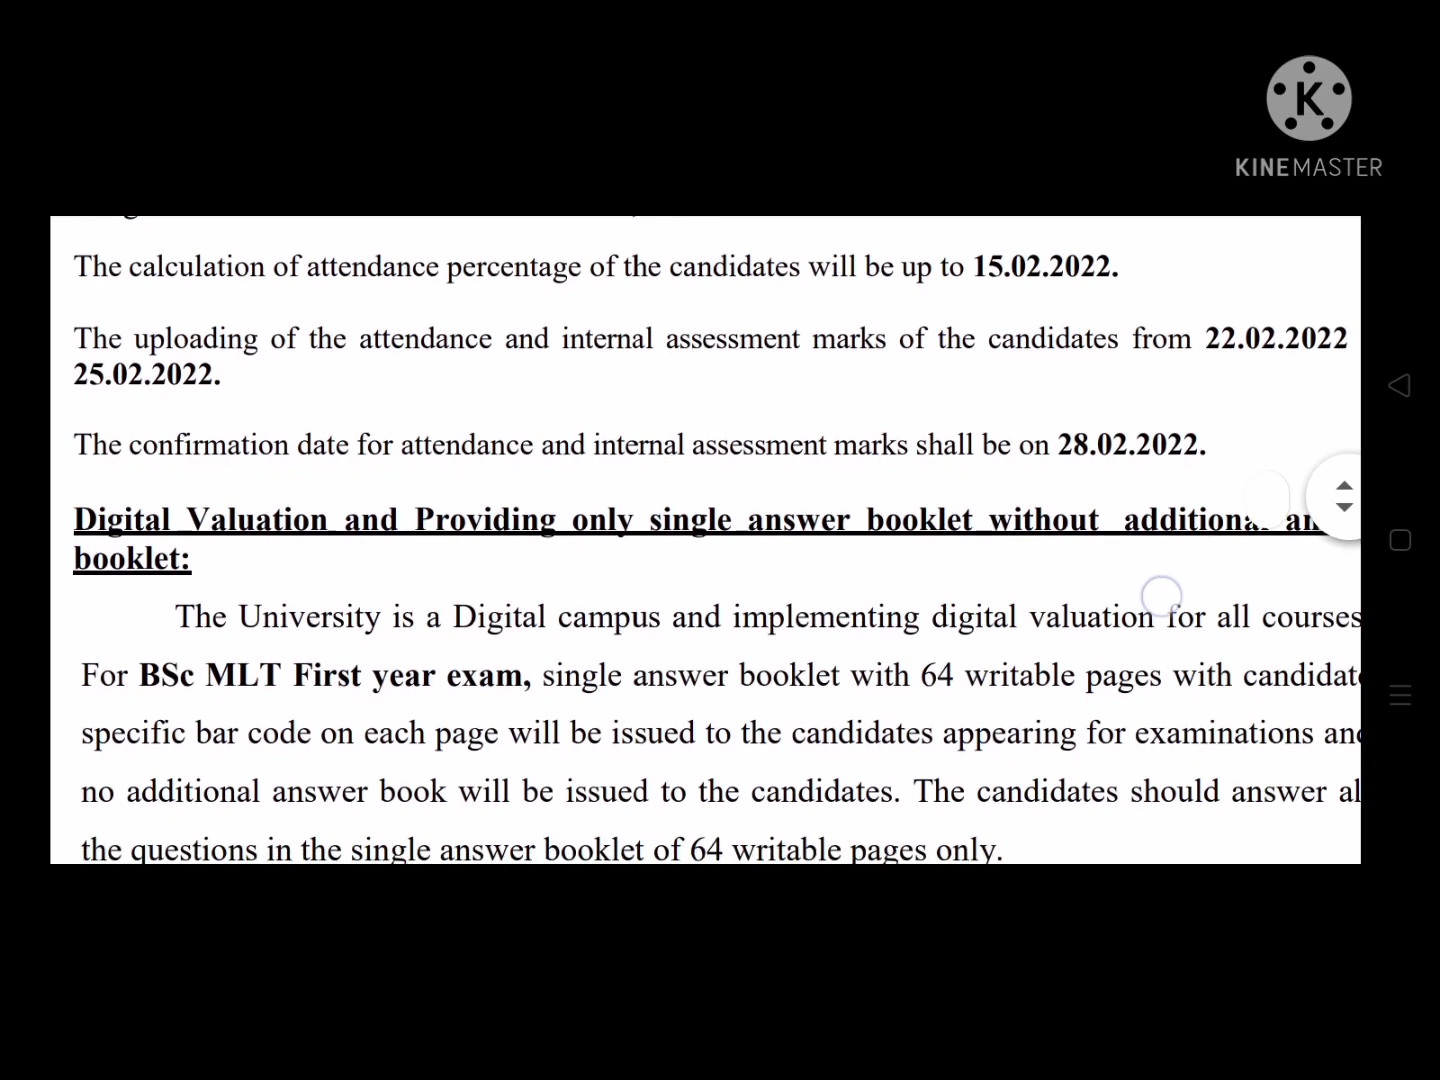 K
KINEMASTER
The calculation of attendance percentage of the candidates will be up to 15.02.2022.
The uploading of the attendance and internal assessment marks of the candidates from 22.02.2022
25.02.2022.
The confirmation date for attendance and internal assessment marks shall be on 28.02.2022.
Digital Valuation and Providing only single answer booklet without
booklet:
The University is a Digital campus and implementing digital valuation for all courses
For BSc MLT First year exam, single answer booklet with 64 writable pages with candidate
specific bar code on each page will be issued to the candidates appearing for examinations and
no additional answer book will be issued to the candidates. The candidates should answer al
the questions in the single answer booklet of 64 writable pages only.